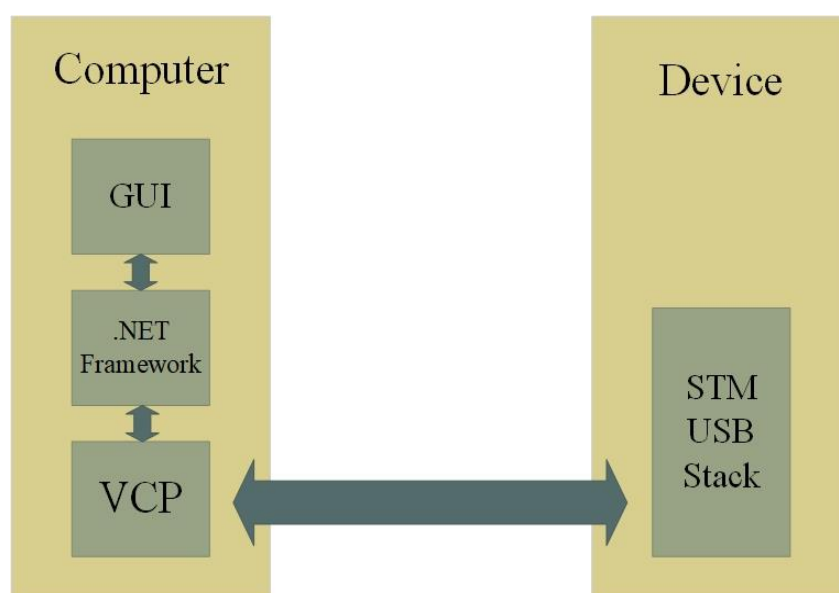 Computer
GUI
.NET
Framework
VCP
Device
STM
USB
Stack